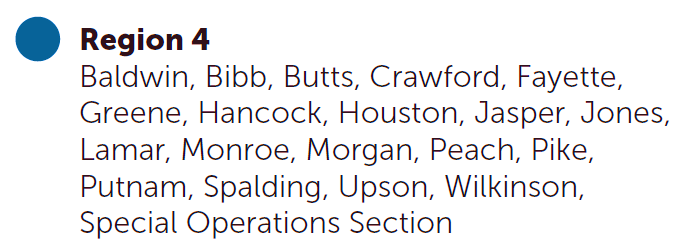 Region 4
Baldwin, Bibb, Butts, Crawford, Fayette,
Greene, Hancock, Houston, Jasper, Jones,
Lamar, Monroe, Morgan, Peach, Pike,
Putnam, Spalding, Upson, Wilkinson,
Special Operations Section